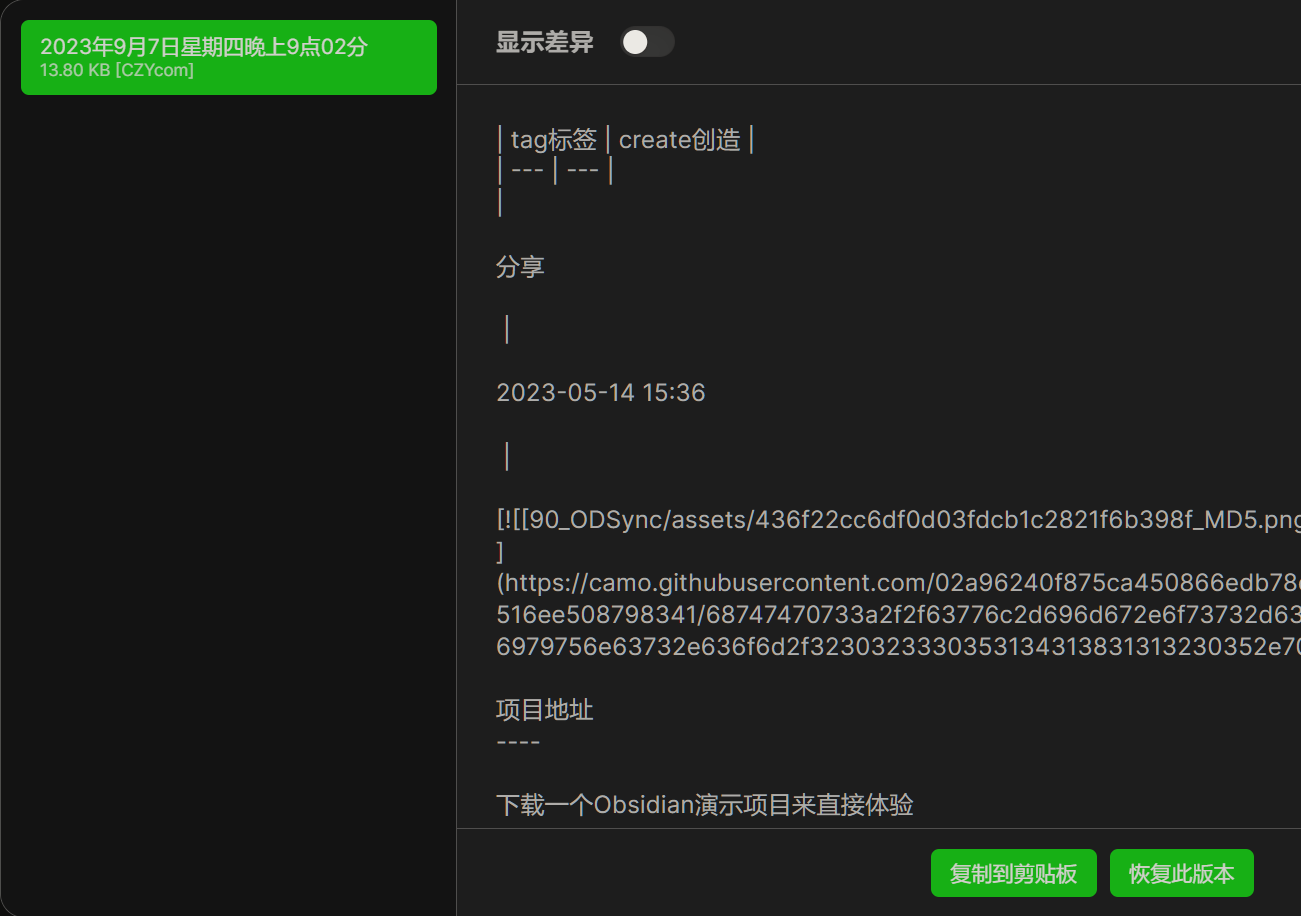 2023年9月7日星期四晚上9点02分
13.80 KB [CZYcom]
显示差异
| tag标签 | create创造 |
| --- | --- |
|
分享
|
2023-05-14 15:36
|
[![[90_ODSync/assets/436f22cc6df0d03fdcb1c2821f6b398f_MD5.png
]
(https://camo.githubusercontent.com/02a96240f875ca450866edb78
516ee508798341/68747470733a2f2f63776c2d696d672e6f73732d63
6979756e63732e636f6d2f3230323330353134313831313230352e70
项目地址
----
下载一个Obsidian演示项目来直接体验
复制到剪贴板
恢复此版本